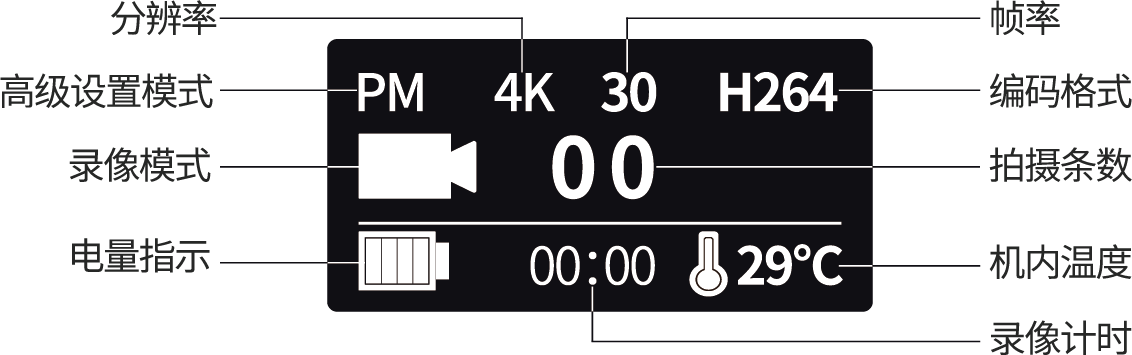 分辨率
帧率
高级设置模式
PM 4K 30 H264
编码格式
录像模式
00
拍摄条数
电量指示
00:00 29°C
机内温度
录像计时